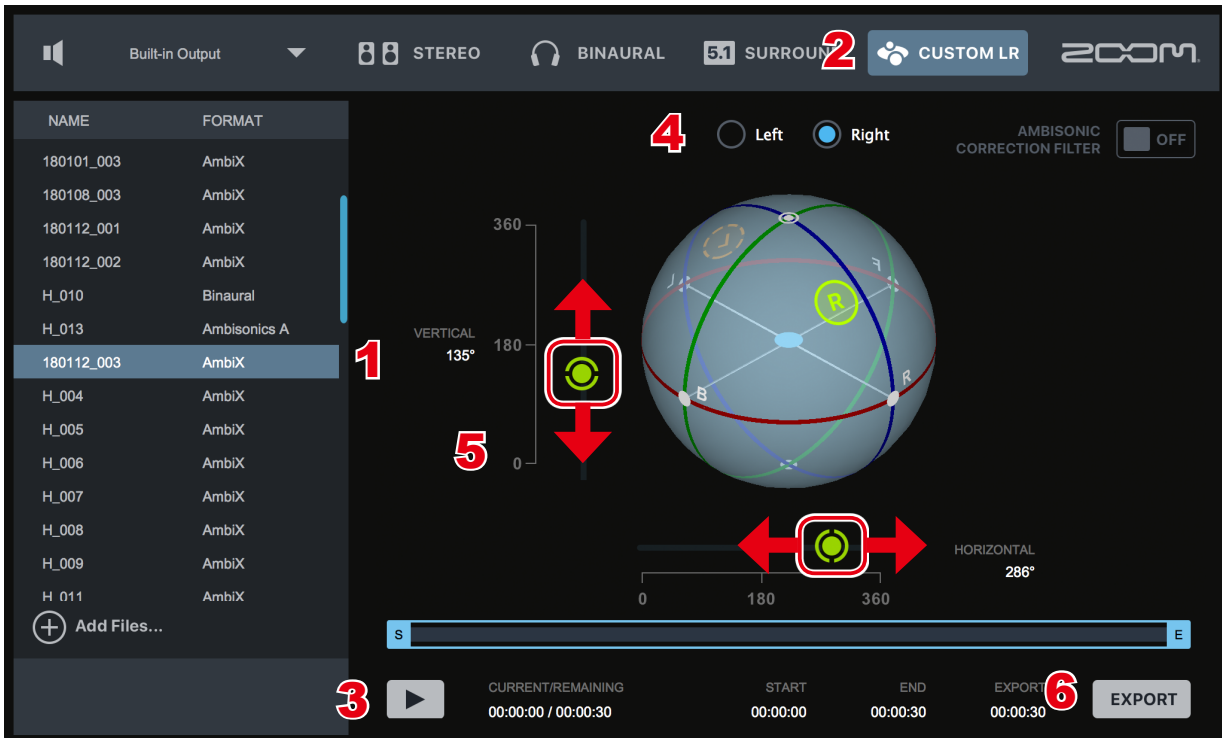 Built-in Output
STEREO
BINAURAL
5.1 SURROUN
2
CUSTOM LR
ZOOM
NAME FORMAT
180101_003 AmbiX
180108_003 AmbiX
180112_001 AmbiX
180112_002 AmbiX
H_010 Binaural
H_013 Ambisonics A
180112_003 AmbiX
H_004 AmbiX
H_005 AmbiX
H_006 AmbiX
H_007 AmbiX
H_008 AmbiX
H_009 AmbiX
H_011 AmbiX
Add Files...
1
4
Left
Right
AMBISONIC
CORRECTION FILTER
OFF
360
180
0
VERTICAL
135°
5
L
L
F
R
B
R
HORIZONTAL
286°
0 180 360
S E
3
CURRENT/REMAINING START END EXPORT
00:00:00 / 00:00:30 00:00:00 00:00:30 00:00:30
6
EXPORT